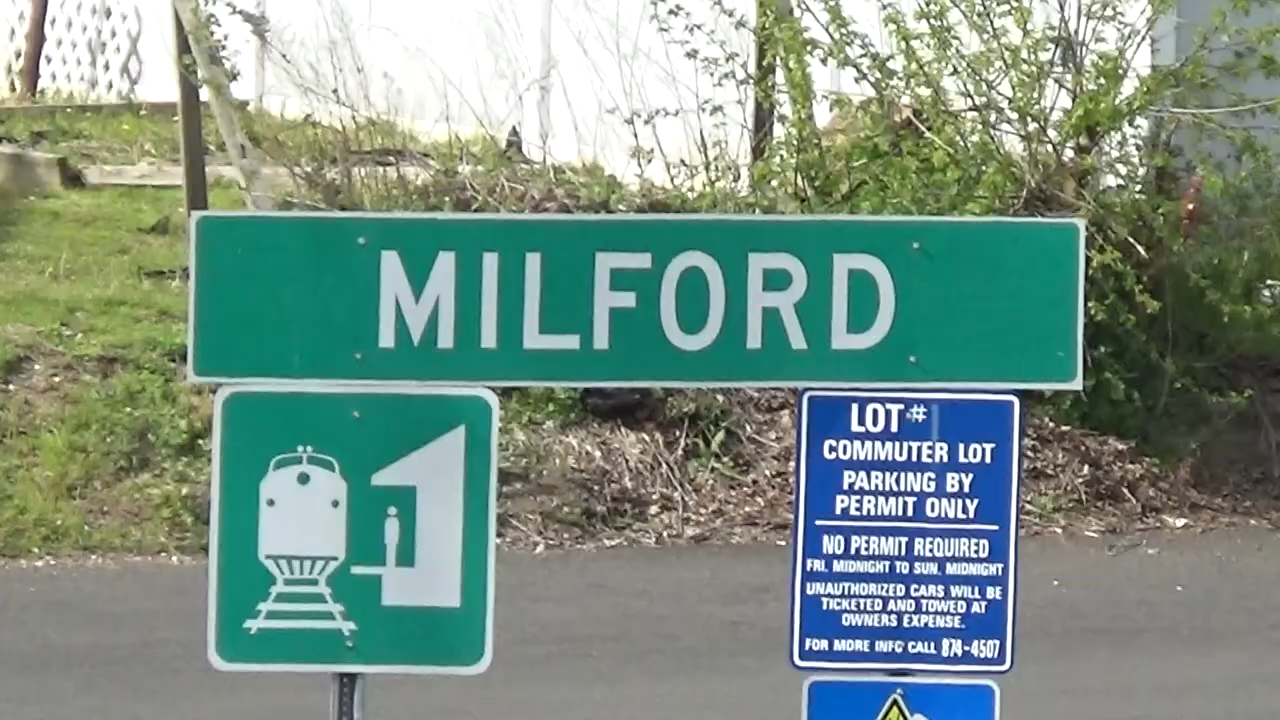 MILFORD
LOT #
COMMUTER LOT
PARKING BY
PERMIT ONLY
NO PERMIT REQUIRED
FRI. MIDNIGHT TO SUN. MIDNIGHT
UNAUTHORIZED CARS WILL BE
TICKETED AND TOWED AT
OWNERS EXPENSE.
FOR MORE INFO CALL 874-4507